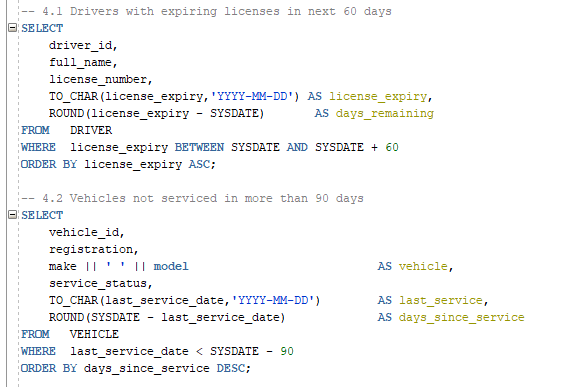 -- 4.1 Drivers with expiring licenses in next 60 days
SELECT
    driver_id,
    full_name,
    license_number,
    TO_CHAR(license_expiry,'YYYY-MM-DD') AS license_expiry,
    ROUND(license_expiry - SYSDATE)       AS days_remaining
FROM   DRIVER
WHERE  license_expiry BETWEEN SYSDATE AND SYSDATE + 60
ORDER BY license_expiry ASC;

-- 4.2 Vehicles not serviced in more than 90 days
SELECT
    vehicle_id,
    registration,
    make || ' ' || model                           AS vehicle,
    service_status,
    TO_CHAR(last_service_date,'YYYY-MM-DD')        AS last_service,
    ROUND(SYSDATE - last_service_date)             AS days_since_service
FROM   VEHICLE
WHERE  last_service_date < SYSDATE - 90
ORDER BY days_since_service DESC;